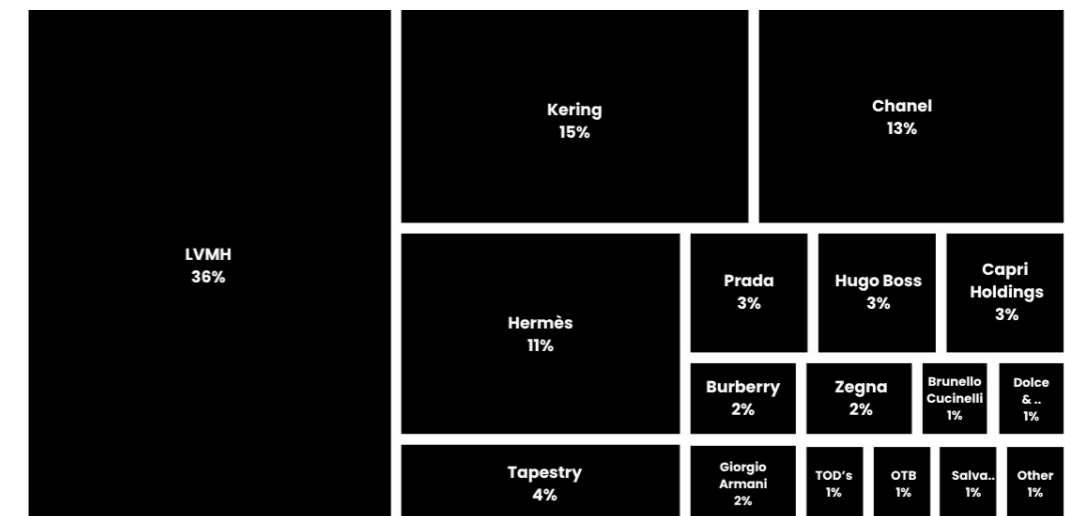 LVMH
36%
Kering
15%
Chanel
13%
Hermès
11%
Prada
3%
Hugo Boss
3%
Capri
Holdings
3%
Burberry
2%
Zegna
2%
Brunello
Cucinelli
1%
Dolce
& ..
1%
Tapestry
4%
Giorgio
Armani
2%
TOD's
1%
OTB
1%
Salva..
1%
Other
1%